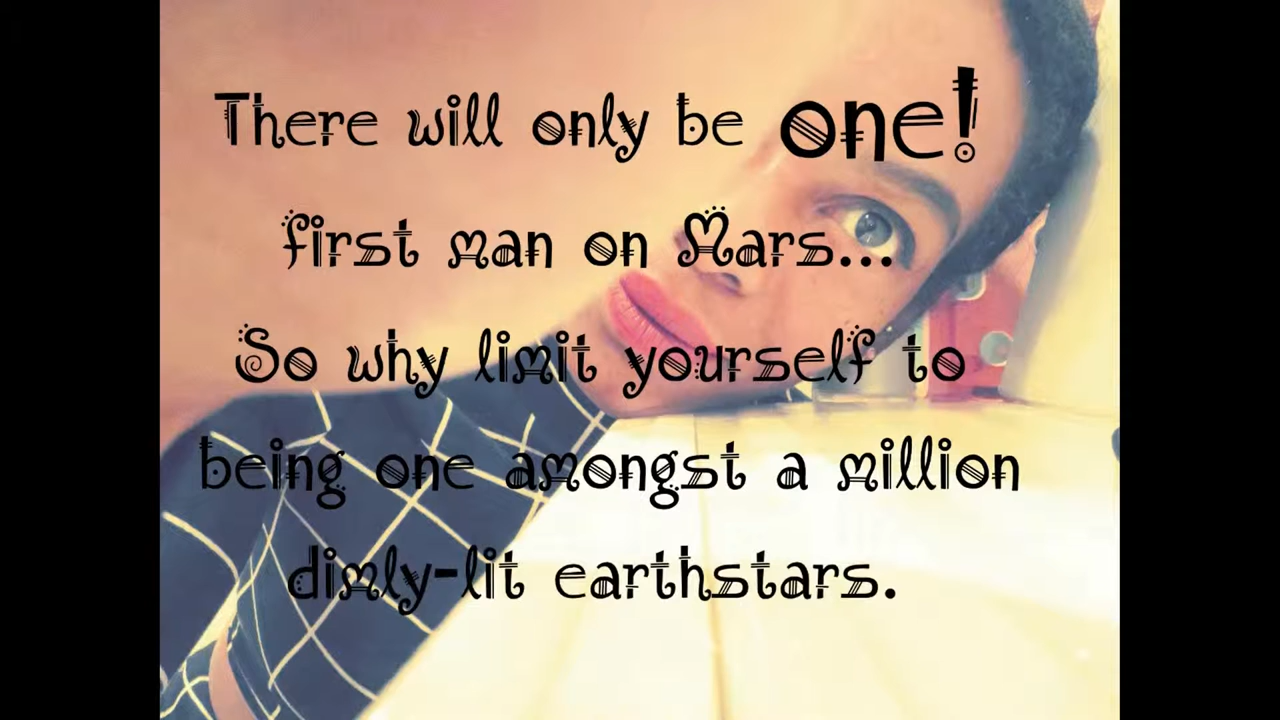 There will only be one!
first man on Mars...
So why limit yourself to
being one amongst a million
dimly-lit earthstars.